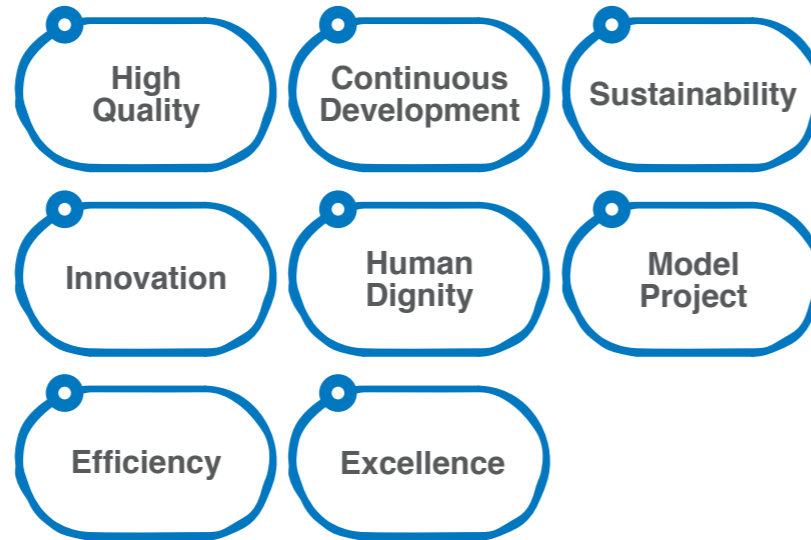 High
Quality
Continuous
Development
Sustainability
Innovation
Human
Dignity
Model
Project
Efficiency
Excellence